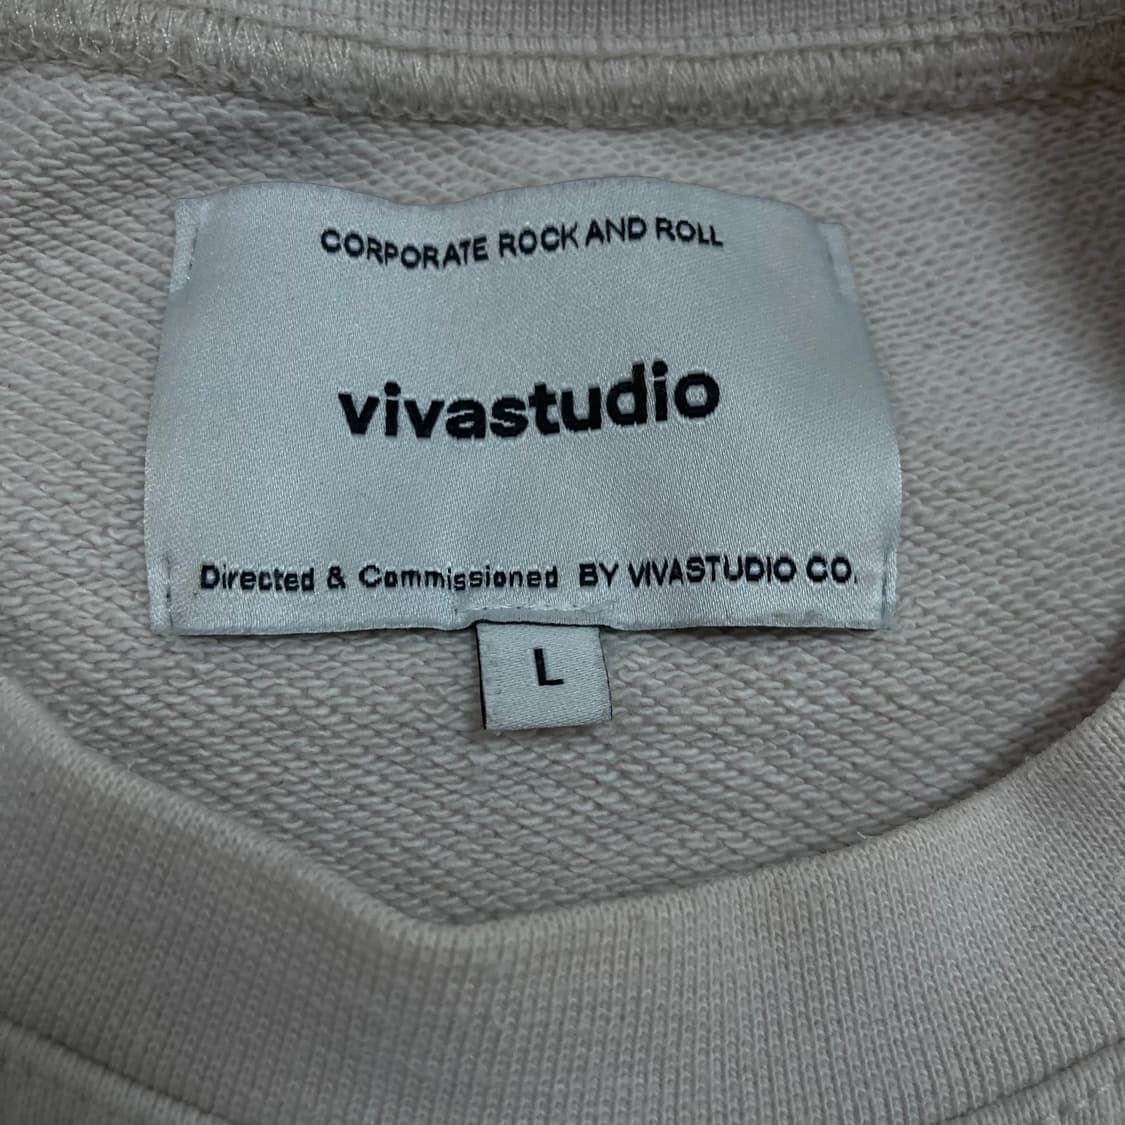 CORPORATE ROCK AND ROLL
vivastudio
Directed & Commissioned BY VIVASTUDIO CO.
L